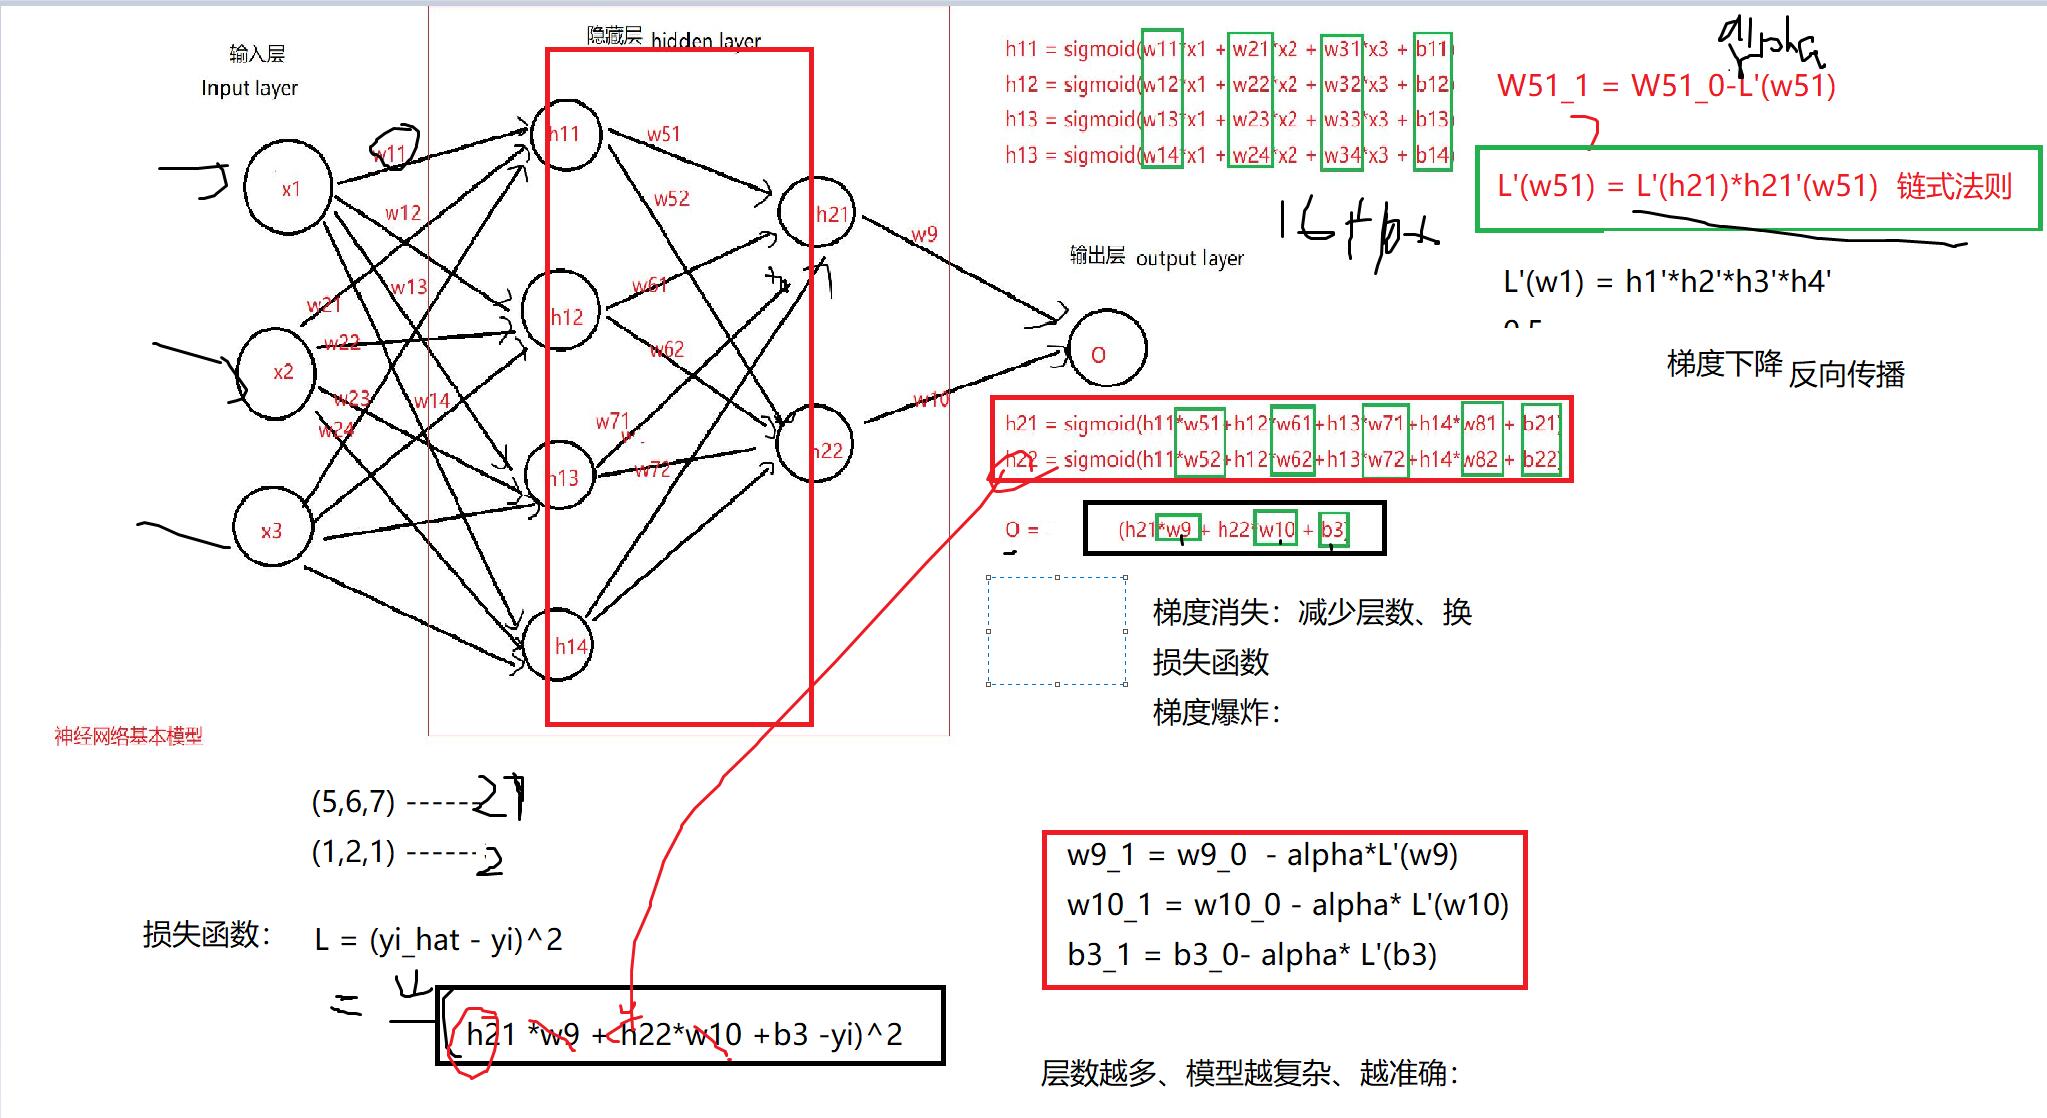 输入层
Input layer
隐藏层 hidden layer
x1
x2
x3
w11
w12
w13
w14
w21
w22
w23
w24
h11
h12
h13
h14
w51
w52
w61
w62
w71
w72
h21
h22
w9
w10
输出层 output layer
O
神经网络基本模型
h11 = sigmoid(w11*x1 + w21*x2 + w31*x3 + b11)
h12 = sigmoid(w12*x1 + w22*x2 + w32*x3 + b12)
h13 = sigmoid(w13*x1 + w23*x2 + w33*x3 + b13)
h13 = sigmoid(w14*x1 + w24*x2 + w34*x3 + b14)
alpha
W51_1 = W51_0-L'(w51)
L'(w51) = L'(h21)*h21'(w51) 链式法则
L'(w1) = h1'*h2'*h3'*h4'
梯度下降 反向传播
h21 = sigmoid(h11*w51+h12*w61+h13*w71+h14*w81 + b21)
h22 = sigmoid(h11*w52+h12*w62+h13*w72+h14*w82 + b22)
O = (h21*w9 + h22*w10 + b3)
梯度消失：减少层数、换
损失函数
梯度爆炸：
(5,6,7) ------
(1,2,1) ------2
损失函数： L = (yi_hat - yi)^2
= (h21 *w9 + h22*w10 +b3 -yi)^2
w9_1 = w9_0 - alpha*L'(w9)
w10_1 = w10_0 - alpha* L'(w10)
b3_1 = b3_0- alpha* L'(b3)
层数越多、模型越复杂、越准确：